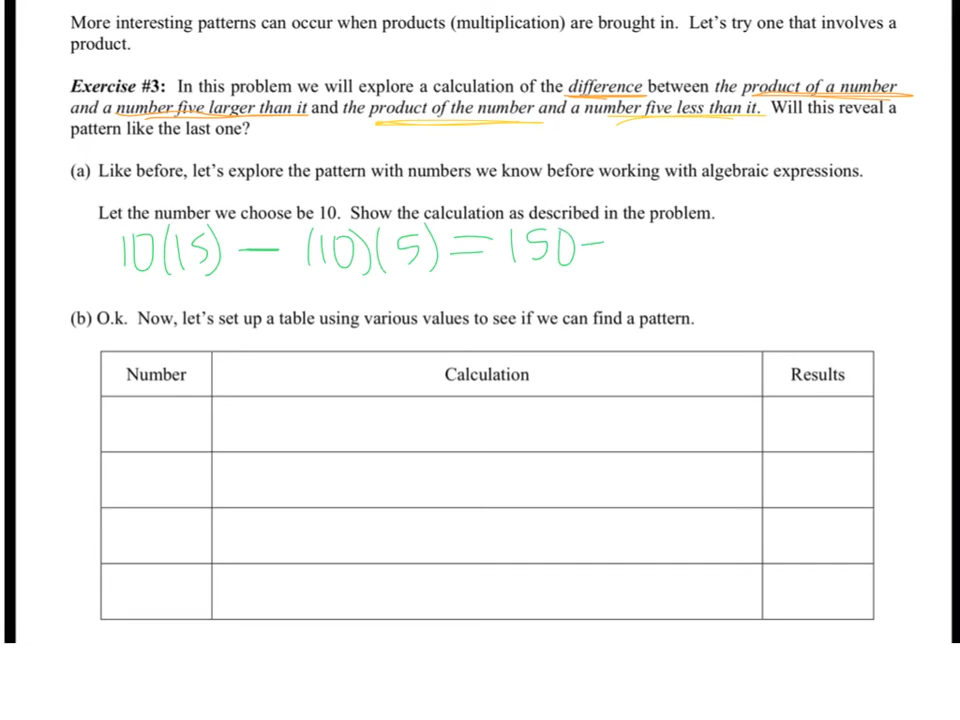 More interesting patterns can occur when products (multiplication) are brought in.  Let’s try one that involves a
product.
Exercise #3:  In this problem we will explore a calculation of the difference between the product of a number
and a number five larger than it and the product of the number and a number five less than it.  Will this reveal a
pattern like the last one?
(a) Like before, let’s explore the pattern with numbers we know before working with algebraic expressions.
Let the number we choose be 10.  Show the calculation as described in the problem.
10(15) – (10)(5) = 150 –
(b) O.k.  Now, let’s set up a table using various values to see if we can find a pattern.
Number Calculation Results